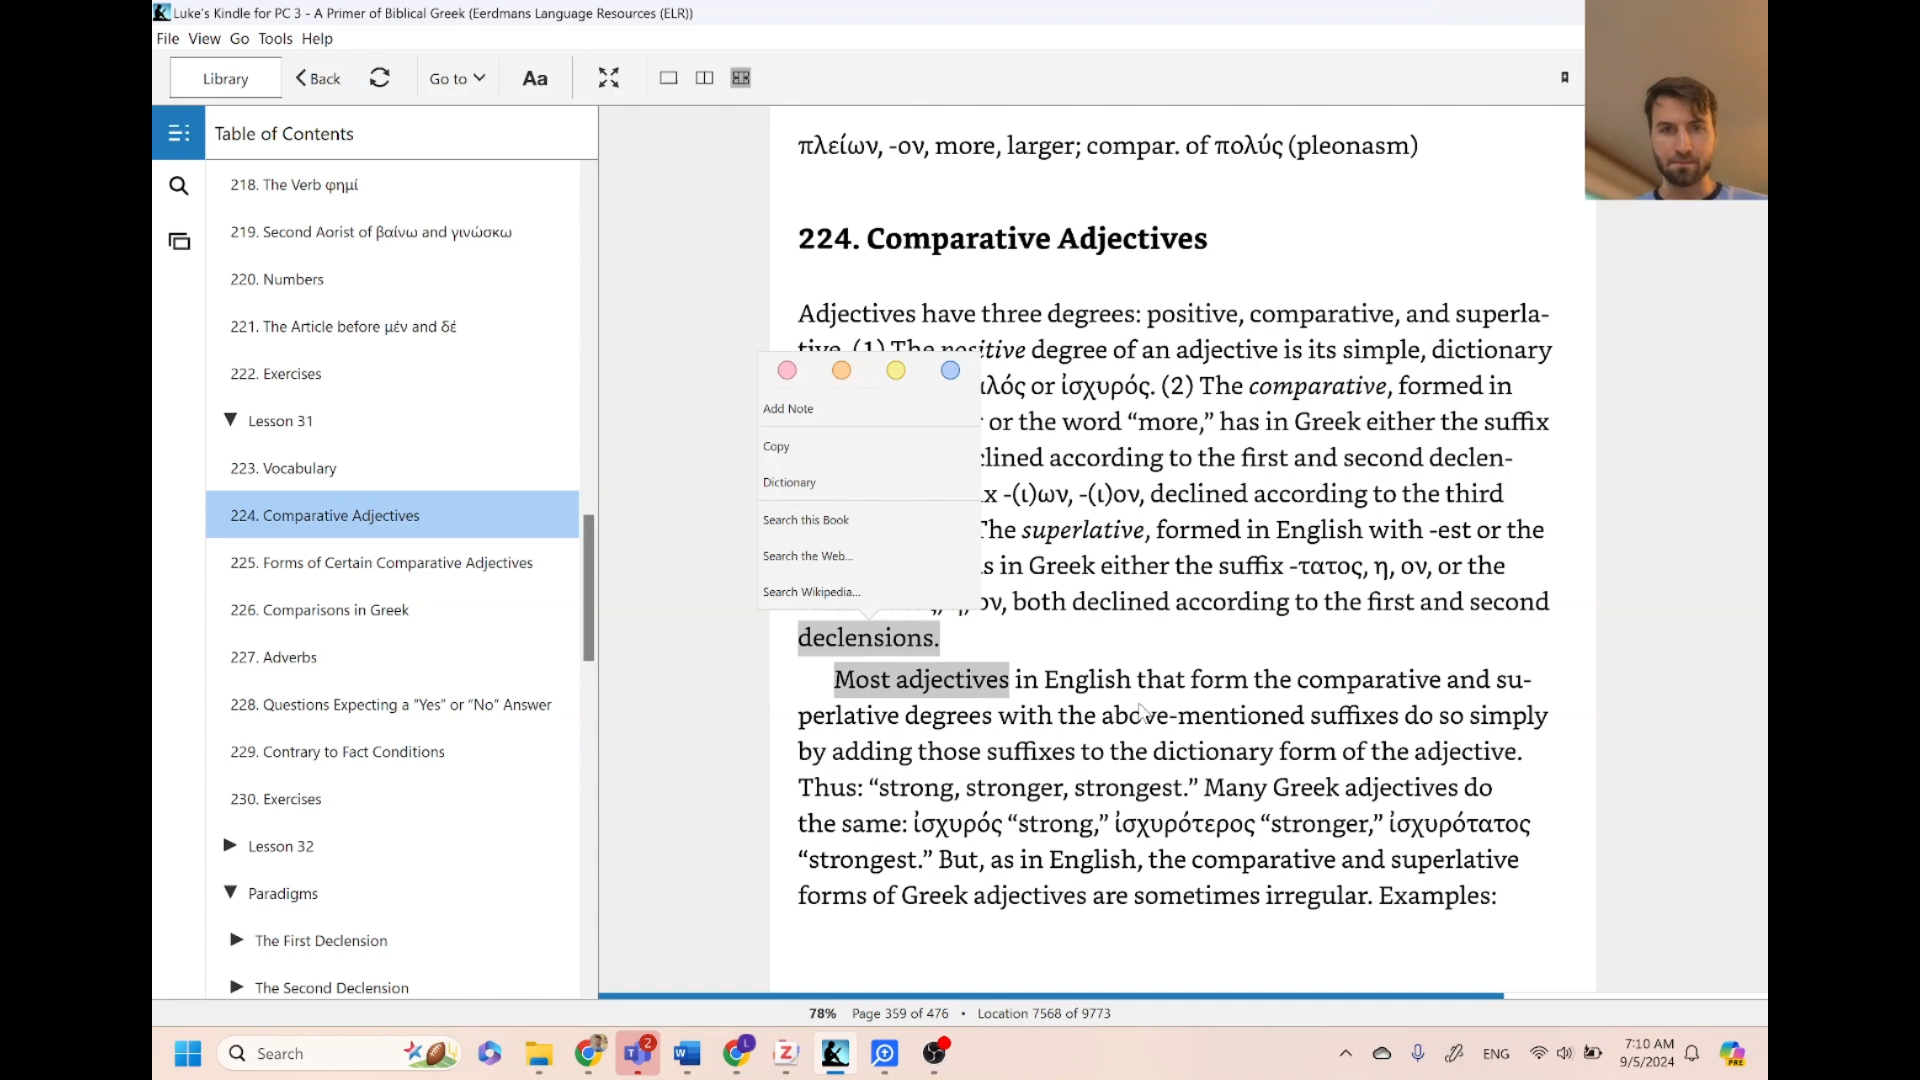 Luke's Kindle for PC 3 - A Primer of Biblical Greek (Eerdmans Language Resources (ELR))
File View Go Tools Help
Library Back Go to Aa
Table of Contents
218. The Verb φημί
219. Second Aorist of βαίνω and γινώσκω
220. Numbers
221. The Article before μέν and δέ
222. Exercises
Lesson 31
223. Vocabulary
224. Comparative Adjectives
225. Forms of Certain Comparative Adjectives
226. Comparisons in Greek
227. Adverbs
228. Questions Expecting a "Yes" or "No" Answer
229. Contrary to Fact Conditions
230. Exercises
Lesson 32
Paradigms
The First Declension
The Second Declension
πλείων, -ον, more, larger; compar. of πολύς (pleonasm)
224. Comparative Adjectives
Adjectives have three degrees: positive, comparative, and superla-
tive. (1) The positive degree of an adjective is its simple, dictionary
αλός or ἰσχυρός. (2) The comparative, formed in
or the word “more,” has in Greek either the suffix
clined according to the first and second declen-
x -(ι)ων, -(ι)ον, declined according to the third
The superlative, formed in English with -est or the
s in Greek either the suffix -τατος, η, ον, or the
ον, both declined according to the first and second
declensions.
Most adjectives in English that form the comparative and su-
perlative degrees with the above-mentioned suffixes do so simply
by adding those suffixes to the dictionary form of the adjective.
Thus: “strong, stronger, strongest.” Many Greek adjectives do
the same: ἰσχυρός “strong,” ἰσχυρότερος “stronger,” ἰσχυρότατος
“strongest.” But, as in English, the comparative and superlative
forms of Greek adjectives are sometimes irregular. Examples:
Add Note
Copy
Dictionary
Search this Book
Search the Web...
Search Wikipedia...
78% Page 359 of 476 • Location 7568 of 9773
Search
2
L
ENG
7:10 AM
9/5/2024
PRE